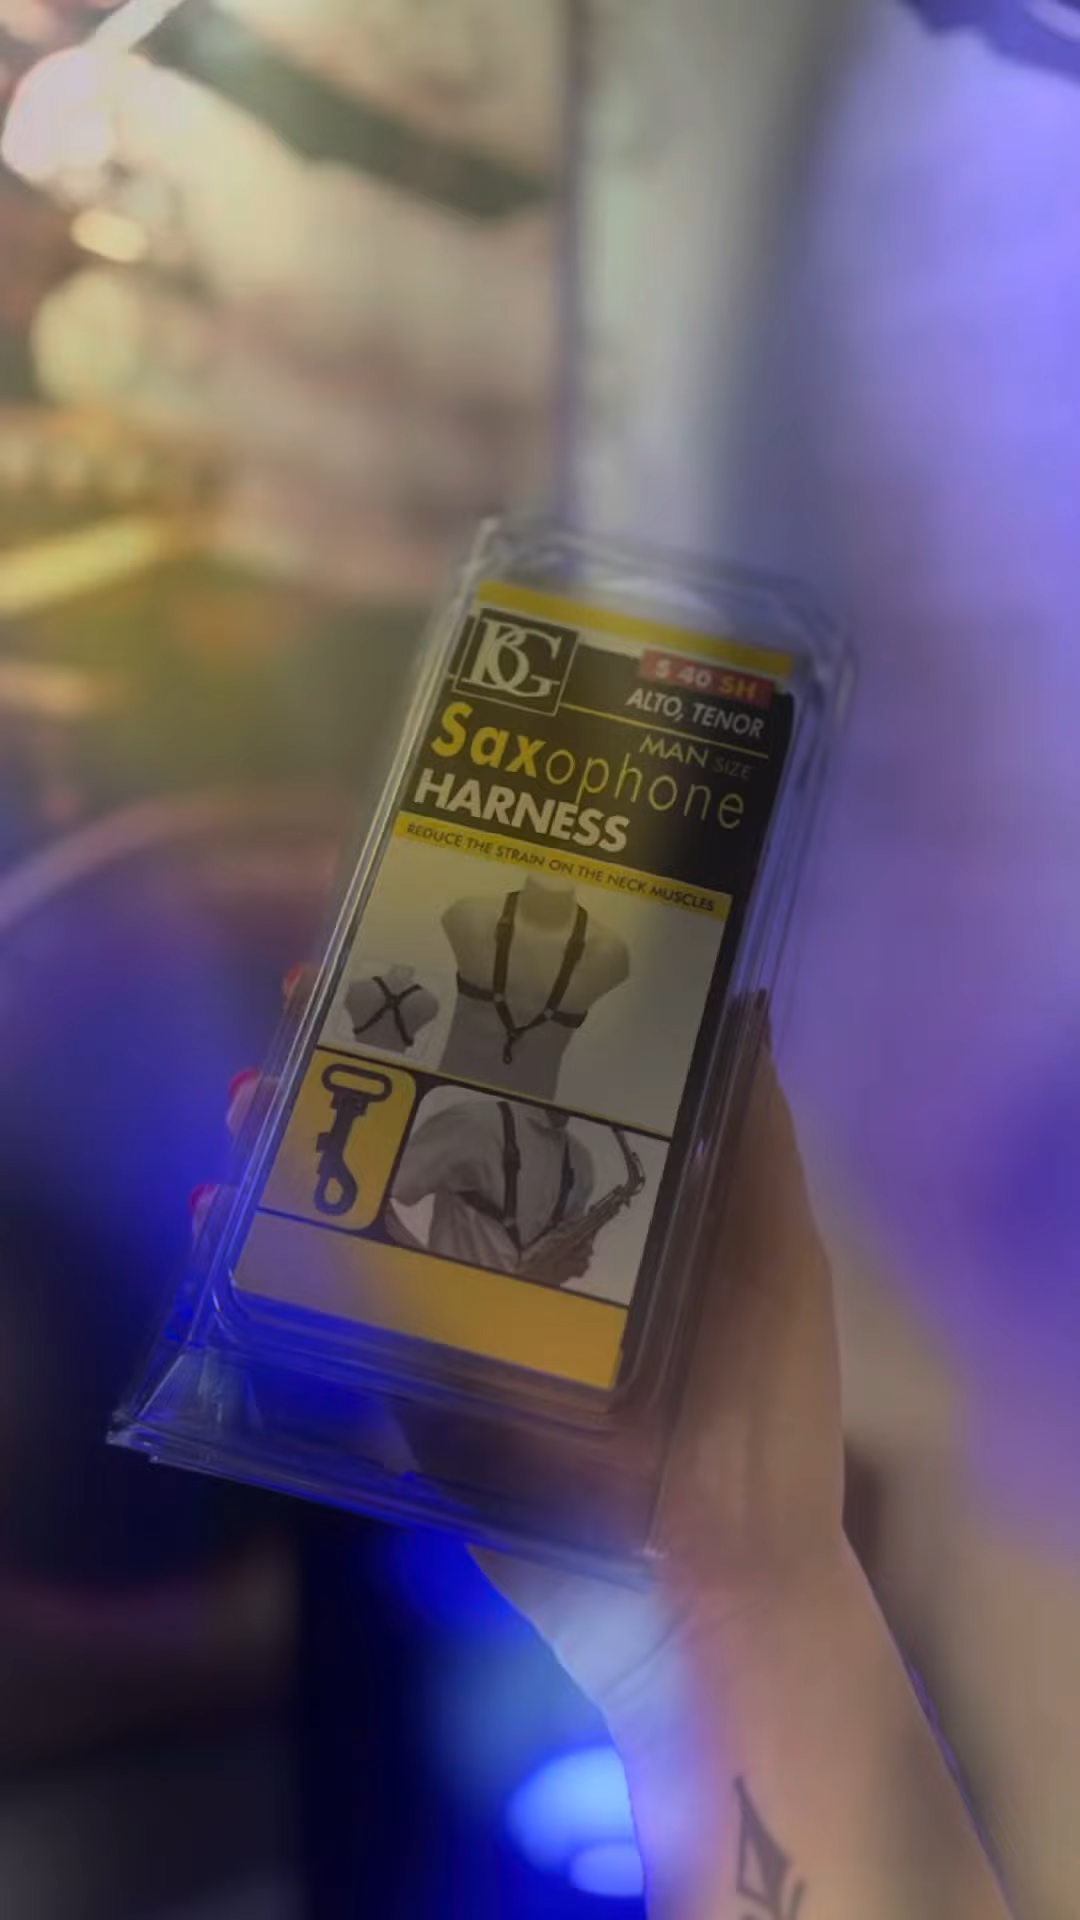 BG
S 40 SH
ALTO, TENOR
MAN SIZE
Saxophone
HARNESS
REDUCE THE STRAIN ON THE NECK MUSCLES